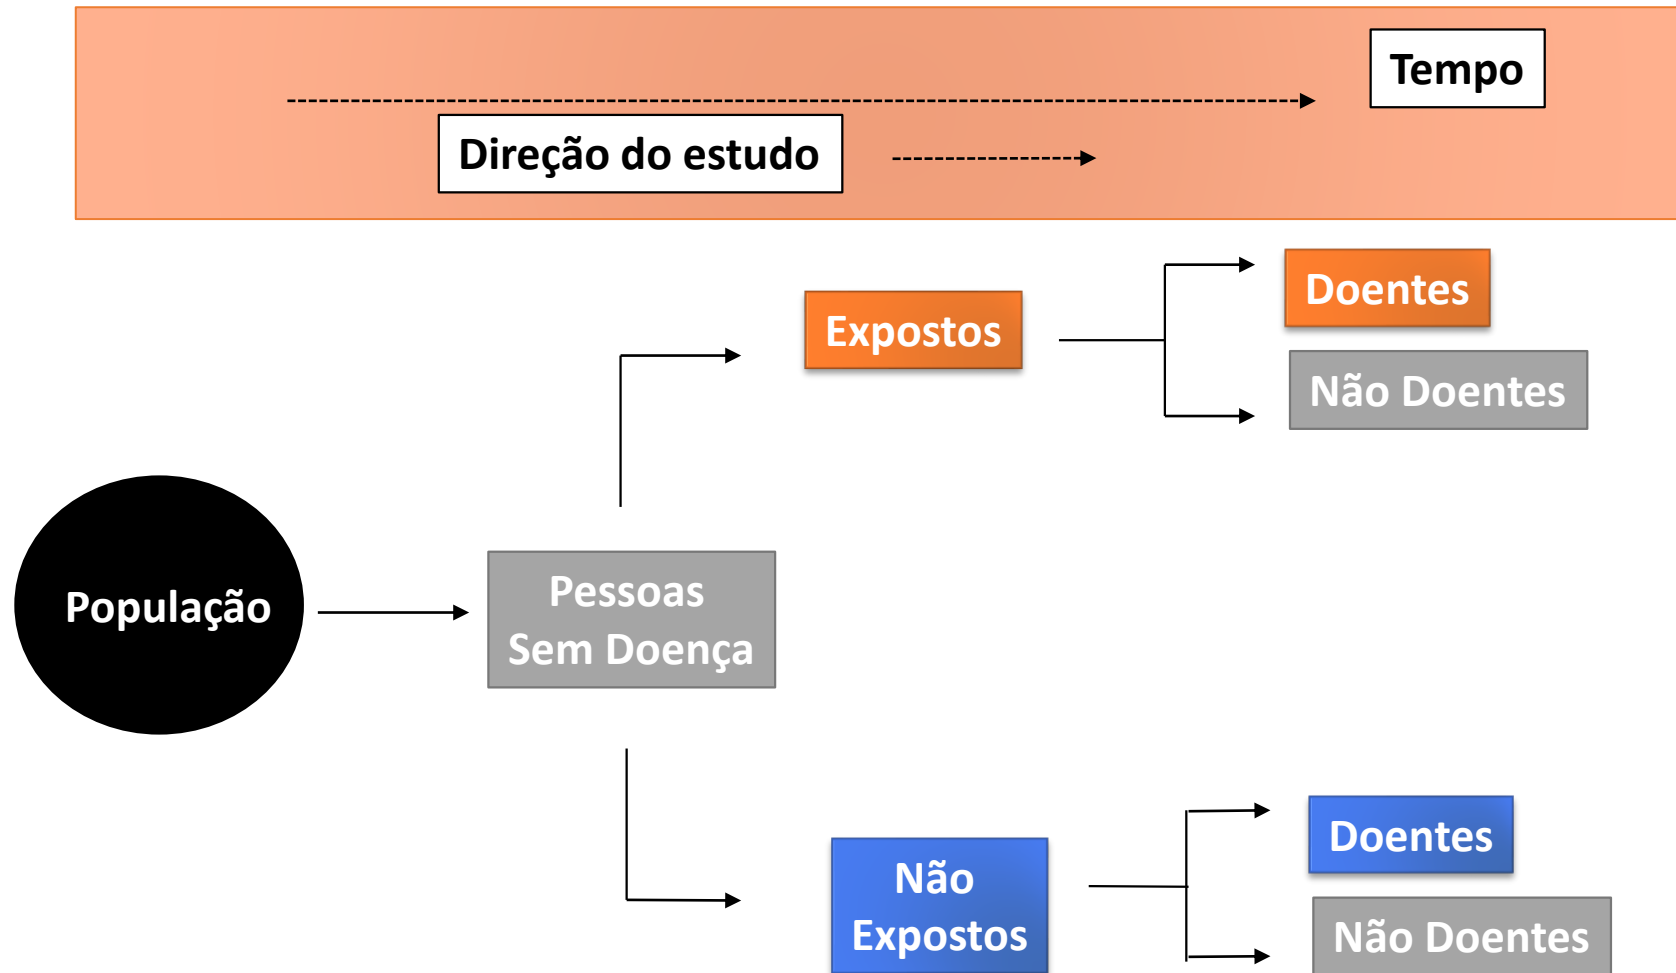 Tempo
Direção do estudo
Doentes
Expostos
Não Doentes
População
Pessoas
Sem Doença
Doentes
Não
Expostos
Não Doentes